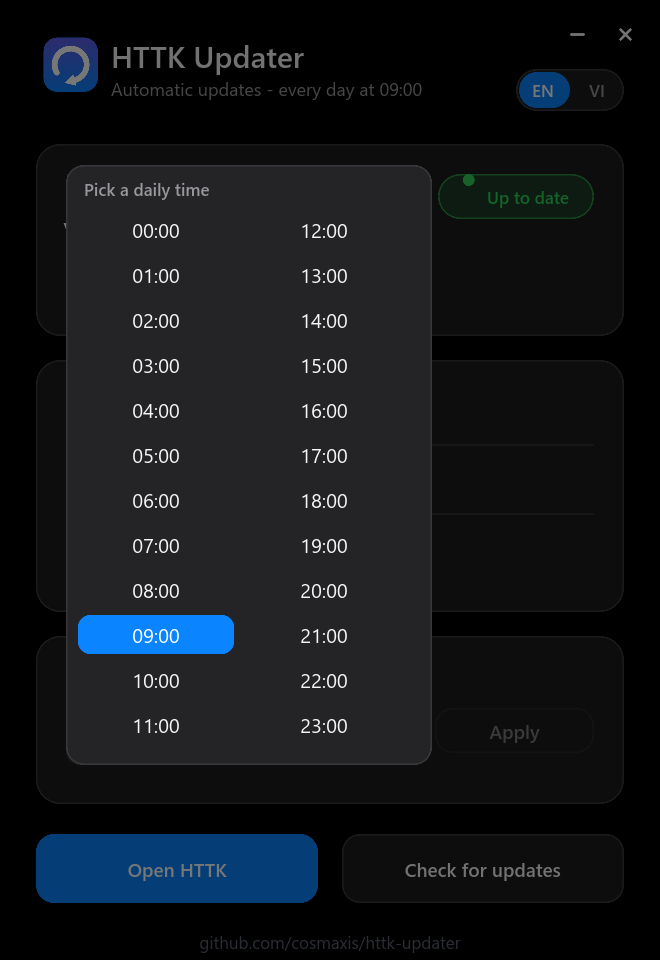 HTTK Updater
Automatic updates - every day at 09:00
EN VI
Pick a daily time
Up to date
00:00 12:00
01:00 13:00
02:00 14:00
03:00 15:00
04:00 16:00
05:00 17:00
06:00 18:00
07:00 19:00
08:00 20:00
09:00 21:00
10:00 22:00
11:00 23:00
Apply
Open HTTK
Check for updates
github.com/cosmaxis/httk-updater